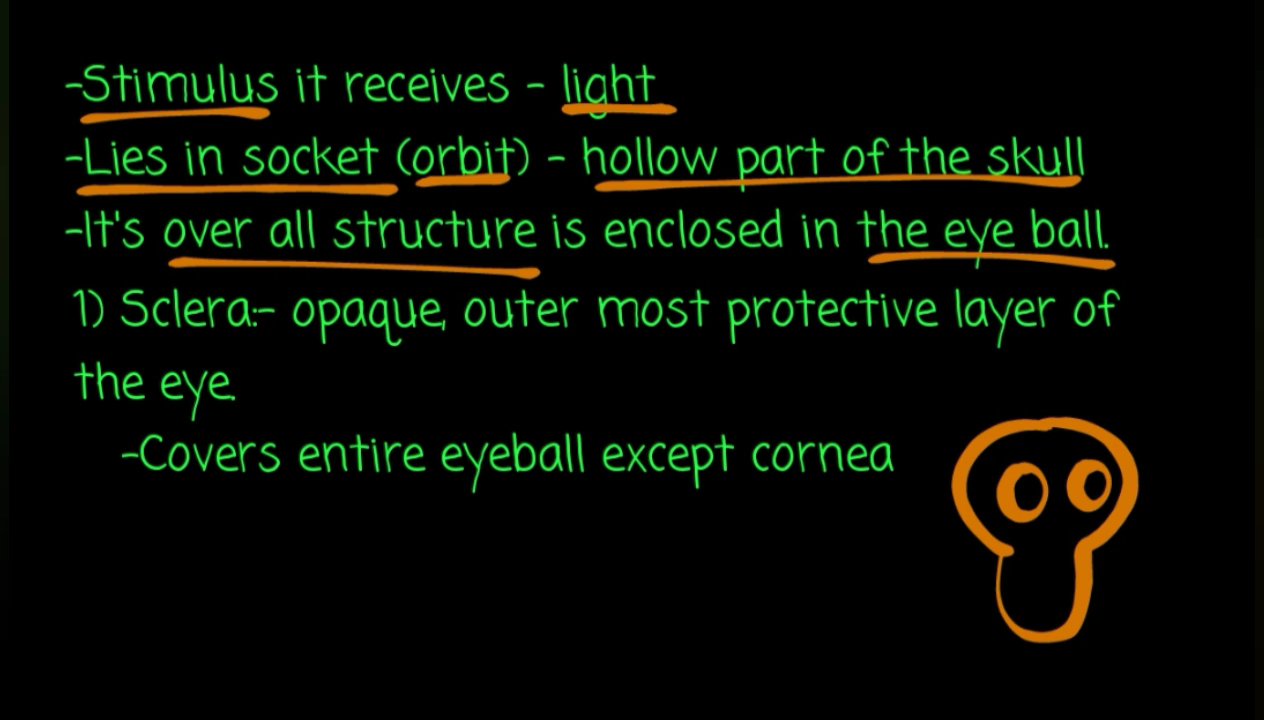 -Stimulus it receives - light
-Lies in socket (orbit) - hollow part of the skull
-It's over all structure is enclosed in the eye ball.
1) Sclera:- opaque, outer most protective layer of
the eye.
-Covers entire eyeball except cornea